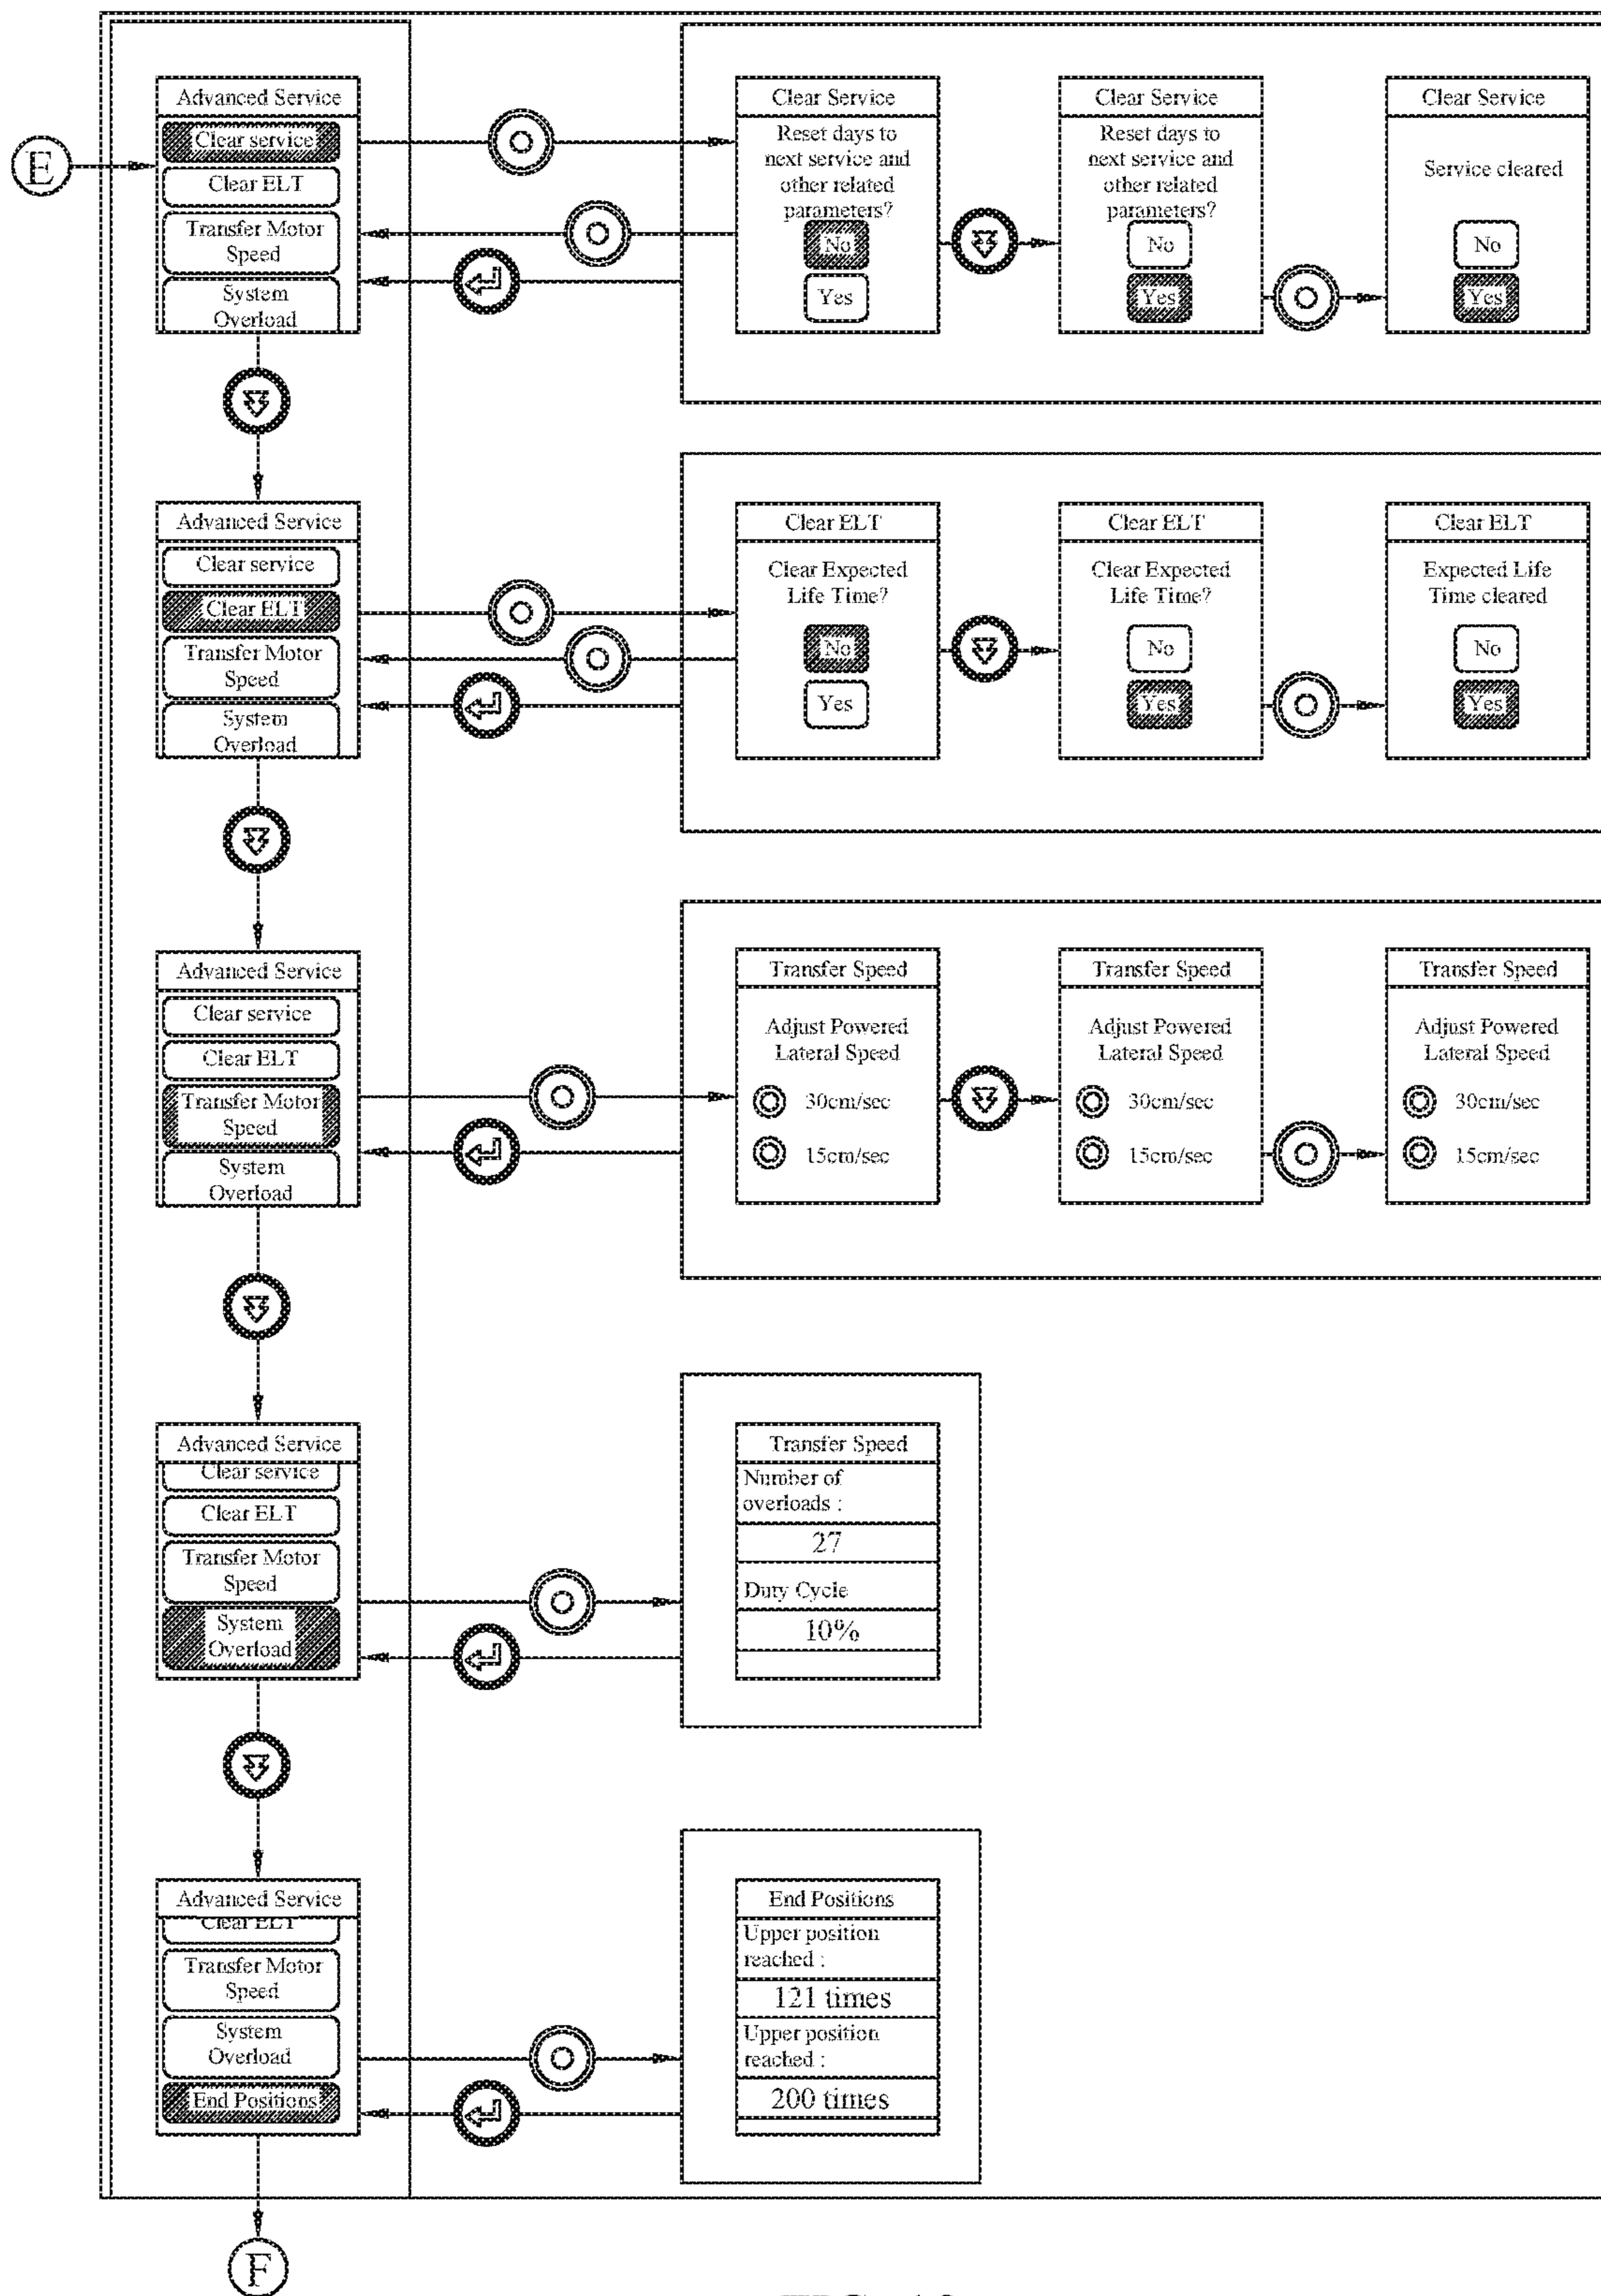 E
Advanced Service
Clear service
Clear ELT
Transfer Motor
Speed
System
Overload
Clear Service
Reset days to
next service and
other related
parameters?
No
Yes
Clear Service
Reset days to
next service and
other related
parameters?
No
Yes
Clear Service
Service cleared
No
Yes
Advanced Service
Clear service
Clear ELT
Transfer Motor
Speed
System
Overload
Clear ELT
Clear Expected
Life Time?
No
Yes
Clear ELT
Clear Expected
Life Time?
No
Yes
Clear ELT
Expected Life
Time cleared
No
Yes
Advanced Service
Clear service
Clear ELT
Transfer Motor
Speed
System
Overload
Transfer Speed
Adjust Powered
Lateral Speed
30cm/sec
15cm/sec
Transfer Speed
Adjust Powered
Lateral Speed
30cm/sec
15cm/sec
Transfer Speed
Adjust Powered
Lateral Speed
30cm/sec
15cm/sec
Advanced Service
Clear service
Clear ELT
Transfer Motor
Speed
System
Overload
Transfer Speed
Number of
overloads :
27
Duty Cycle
10%
Advanced Service
Clear ELT
Transfer Motor
Speed
System
Overload
End Positions
End Positions
Upper position
reached :
121 times
Upper position
reached :
200 times
F